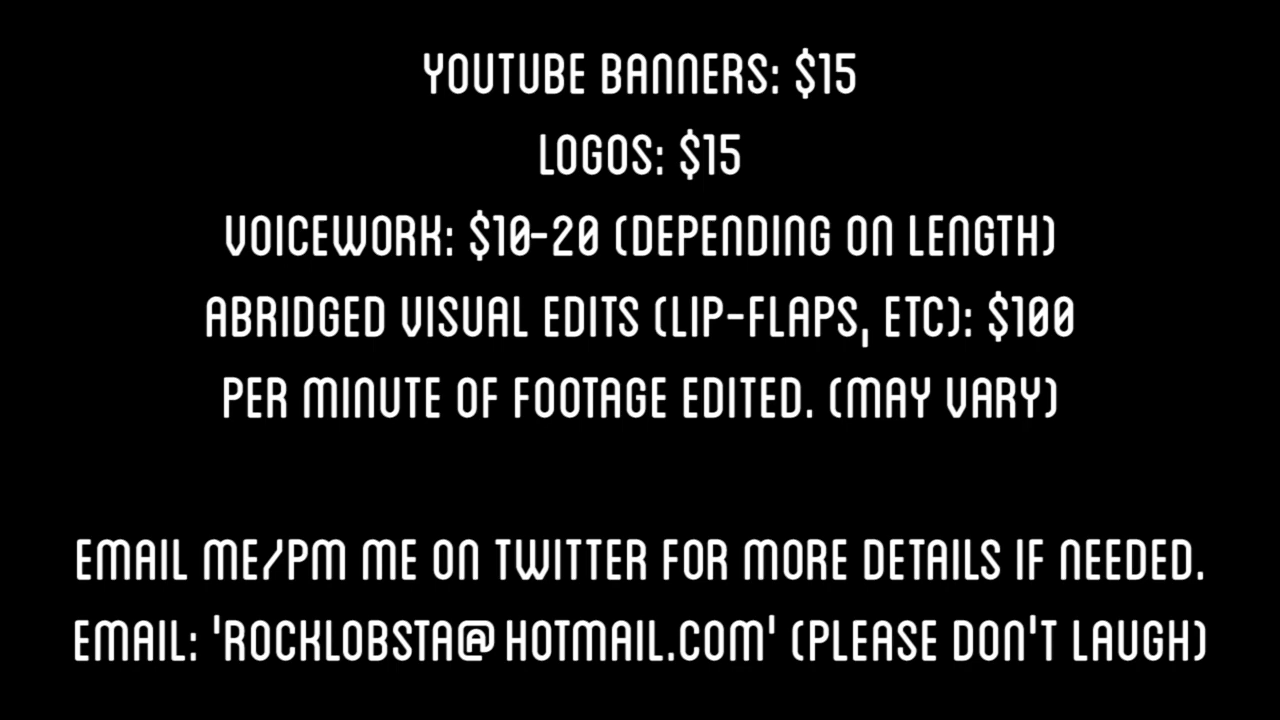 YOUTUBE BANNERS: $15
LOGOS: $15
VOICEWORK: $10-20 (DEPENDING ON LENGTH)
ABRIDGED VISUAL EDITS (LIP-FLAPS, ETC): $100
PER MINUTE OF FOOTAGE EDITED. (MAY VARY)
EMAIL ME/PM ME ON TWITTER FOR MORE DETAILS IF NEEDED.
EMAIL: 'ROCKLOBSTA@HOTMAIL.COM' (PLEASE DON'T LAUGH)